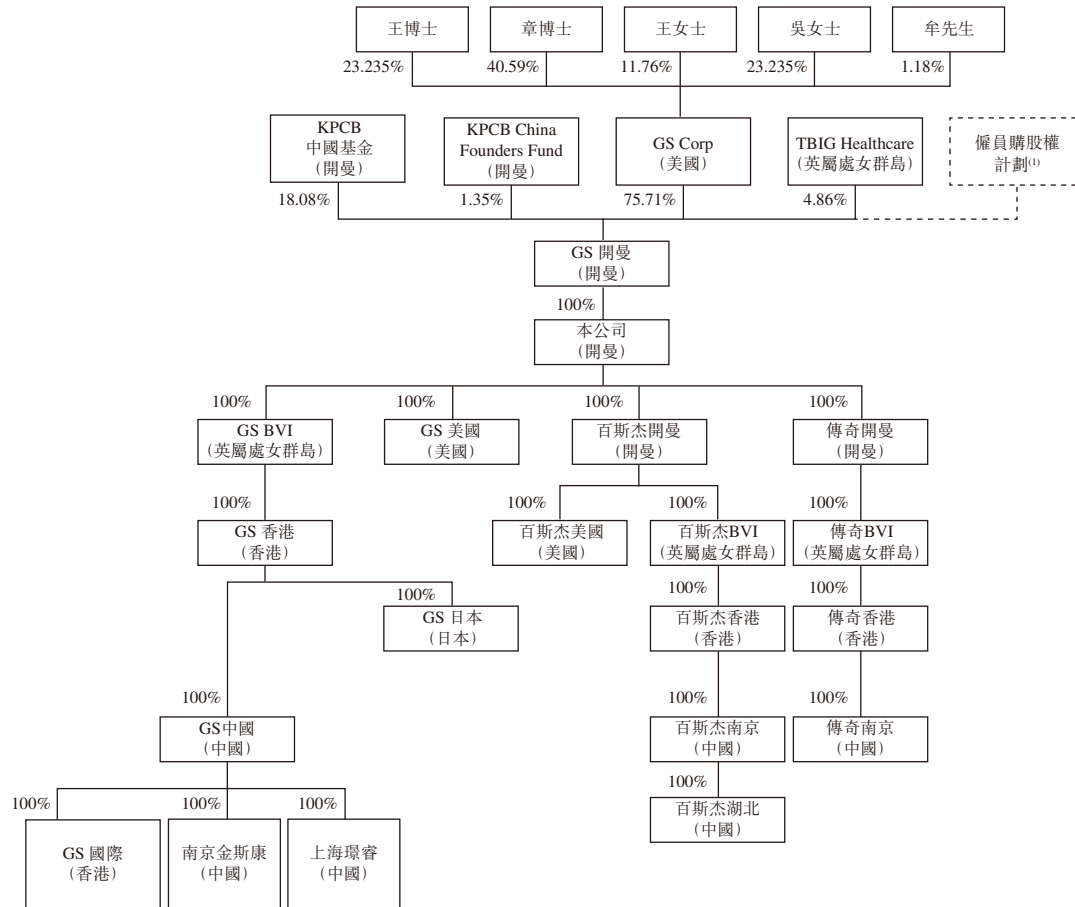 王博士
章博士
王女士
吳女士
牟先生
23.235%
40.59%
11.76%
23.235%
1.18%
KPCB
中國基金
(開曼)
KPCB China
Founders Fund
(開曼)
GS Corp
(美國)
TBIG Healthcare
(英屬處女群島)
僱員購股權
計劃(1)
18.08%
1.35%
75.71%
4.86%
GS 開曼
(開曼)
100%
本公司
(開曼)
100%
100%
100%
100%
GS BVI
(英屬處女群島)
GS 美國
(美國)
百斯杰開曼
(開曼)
傳奇開曼
(開曼)
100%
100%
100%
100%
GS 香港
(香港)
百斯杰美國
(美國)
百斯杰BVI
(英屬處女群島)
傳奇BVI
(英屬處女群島)
100%
100%
100%
100%
GS 日本
(日本)
百斯杰香港
(香港)
傳奇香港
(香港)
100%
100%
100%
GS中國
(中國)
百斯杰南京
(中國)
傳奇南京
(中國)
100%
100%
100%
100%
GS 國際
(香港)
南京金斯康
(中國)
上海璟睿
(中國)
百斯杰湖北
(中國)